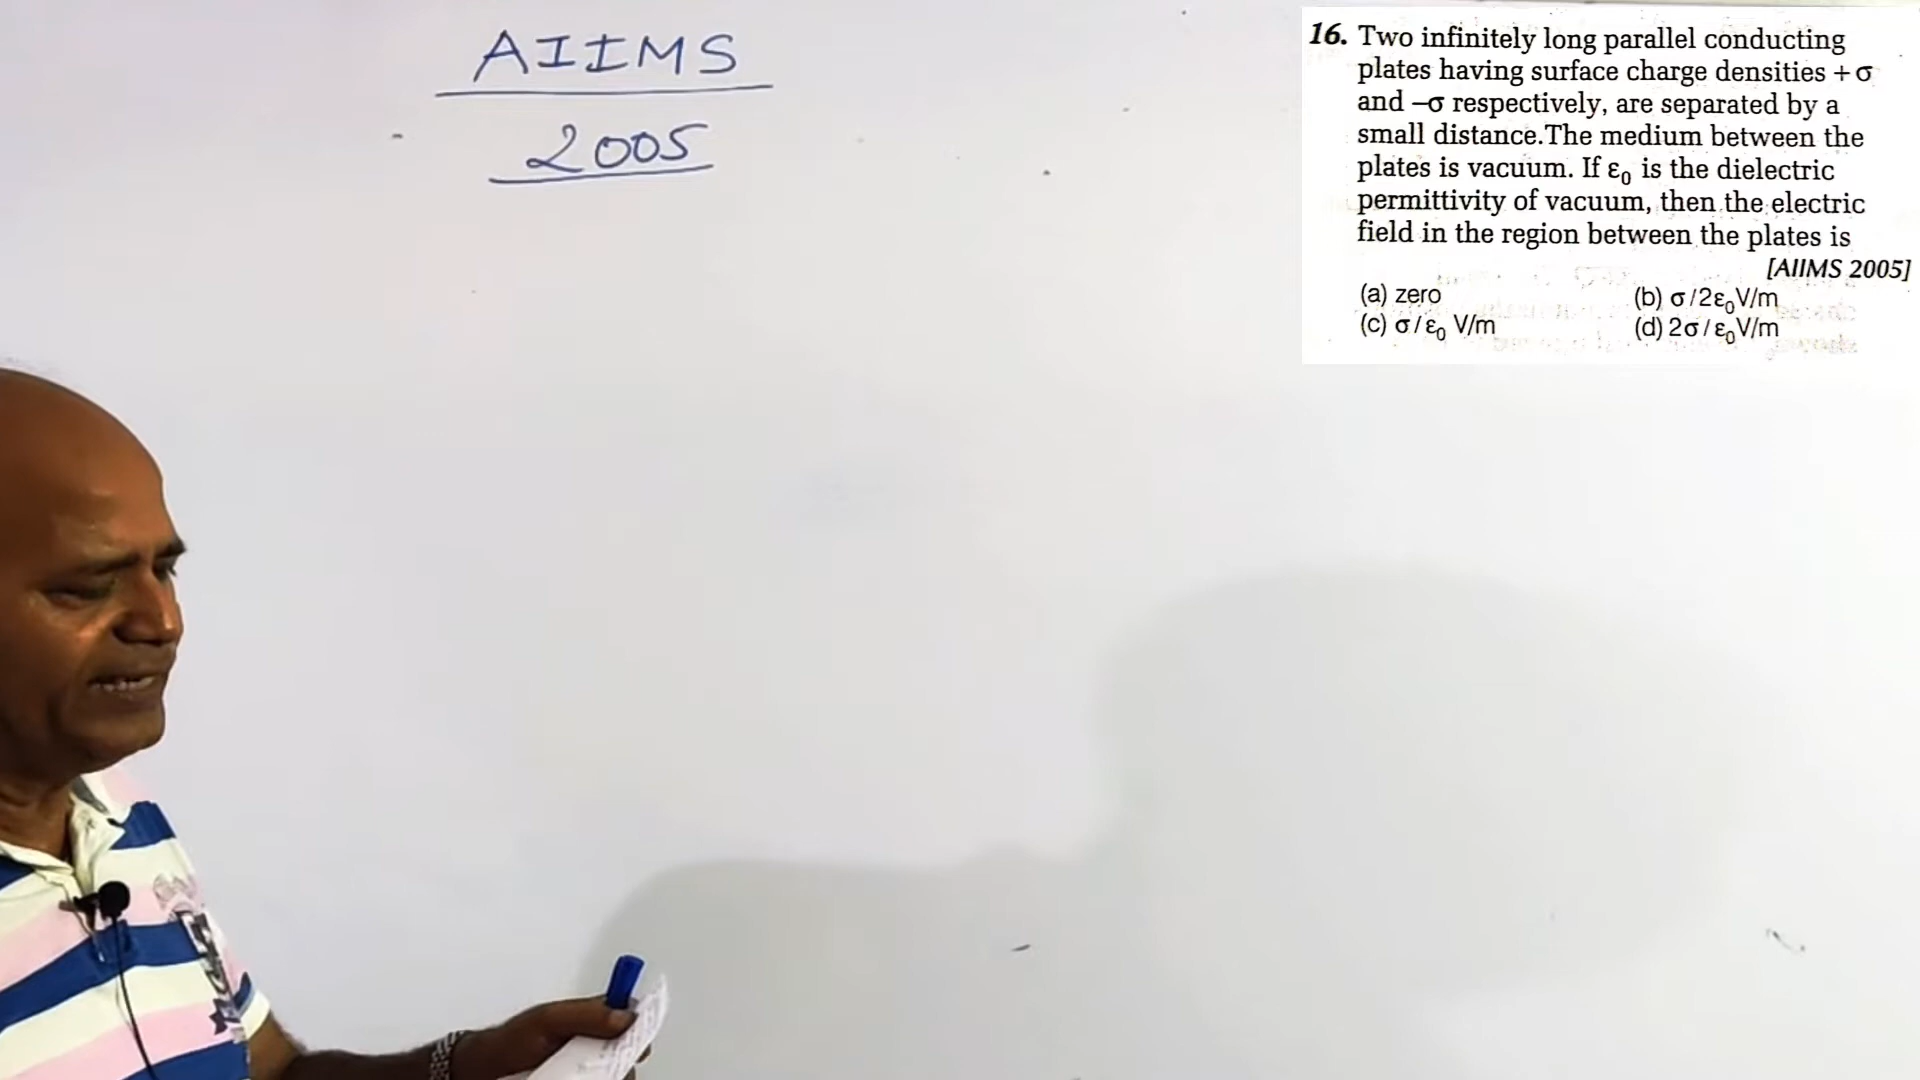 AIIMS
2005
16. Two infinitely long parallel conducting
plates having surface charge densities +σ
and –σ respectively, are separated by a
small distance.The medium between the
plates is vacuum. If ε₀ is the dielectric
permittivity of vacuum, then the electric
field in the region between the plates is
[AIIMS 2005]
(a) zero (b) σ/2ε₀V/m
(c) σ/ε₀ V/m (d) 2σ/ε₀V/m